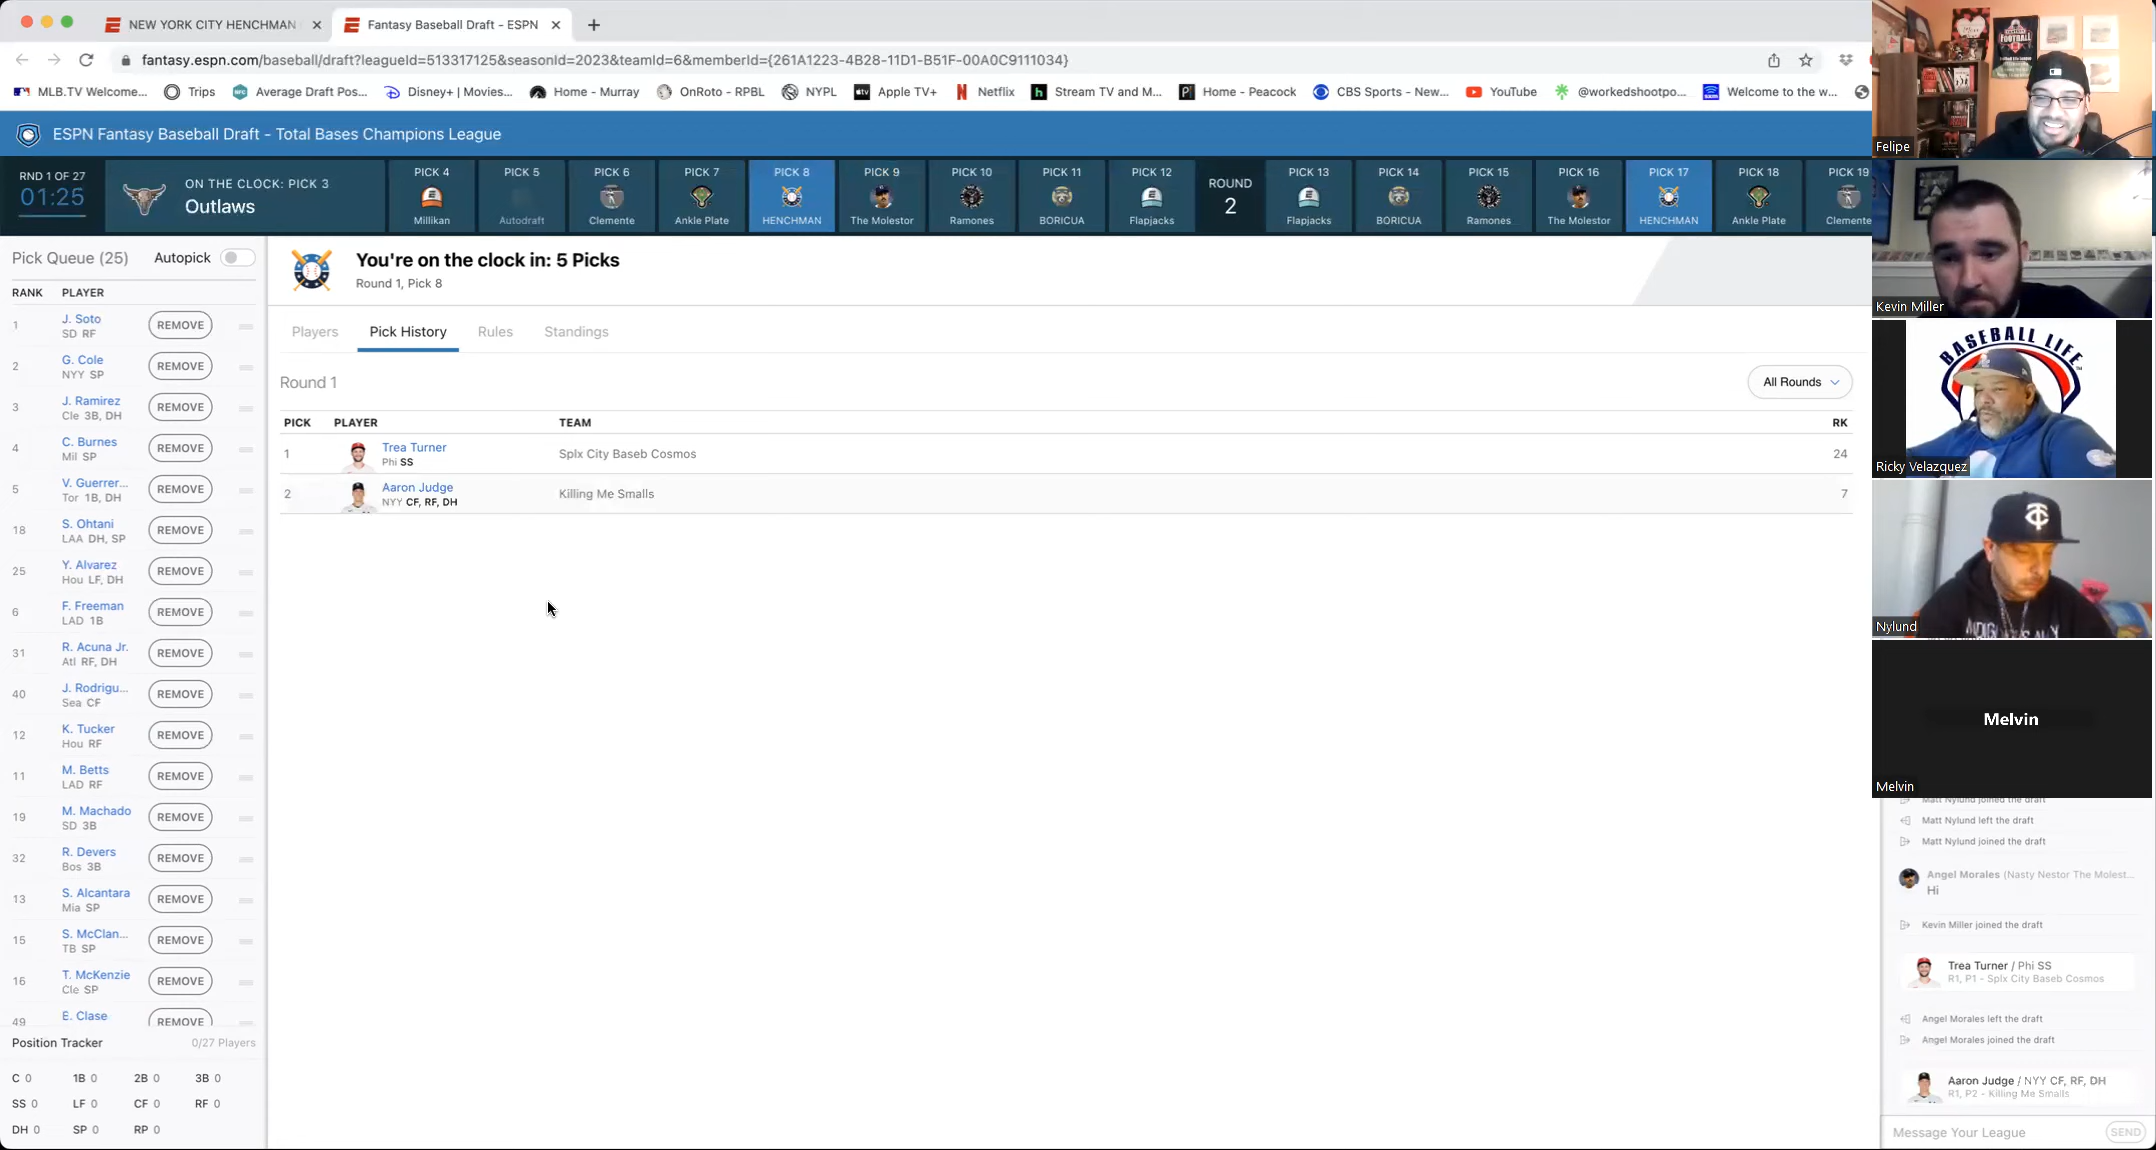 NEW YORK CITY HENCHMAN
Fantasy Baseball Draft - ESPN
fantasy.espn.com/baseball/draft?leagueId=513317125&seasonId=2023&teamId=6&memberId={261A1223-4B28-11D1-B51F-00A0C9111034}
MLB.TV Welcome... Trips Average Draft Pos... Disney+ | Movies... Home - Murray OnRoto - RPBL NYPL Apple TV+ Netflix Stream TV and M... Home - Peacock CBS Sports - New... YouTube @workedshootpo... Welcome to the w...
ESPN Fantasy Baseball Draft - Total Bases Champions League
RND 1 OF 27
01:25
ON THE CLOCK: PICK 3
Outlaws
PICK 4
Millikan
PICK 5
Autodraft
PICK 6
Clemente
PICK 7
Ankle Plate
PICK 8
HENCHMAN
PICK 9
The Molestor
PICK 10
Ramones
PICK 11
BORICUA
PICK 12
Flapjacks
ROUND
2
PICK 13
Flapjacks
PICK 14
BORICUA
PICK 15
Ramones
PICK 16
The Molestor
PICK 17
HENCHMAN
PICK 18
Ankle Plate
PICK 19
Clemente
Pick Queue (25) Autopick
RANK PLAYER
1 J. Soto REMOVE
SD RF
2 G. Cole REMOVE
NYY SP
3 J. Ramirez REMOVE
Cle 3B, DH
4 C. Burnes REMOVE
Mil SP
5 V. Guerrer... REMOVE
Tor 1B, DH
18 S. Ohtani REMOVE
LAA DH, SP
25 Y. Alvarez REMOVE
Hou LF, DH
6 F. Freeman REMOVE
LAD 1B
31 R. Acuna Jr. REMOVE
Atl RF, DH
40 J. Rodrigu... REMOVE
Sea CF
12 K. Tucker REMOVE
Hou RF
11 M. Betts REMOVE
LAD RF
19 M. Machado REMOVE
SD 3B
32 R. Devers REMOVE
Bos 3B
13 S. Alcantara REMOVE
Mia SP
15 S. McClan... REMOVE
TB SP
16 T. McKenzie REMOVE
Cle SP
49 E. Clase REMOVE
Position Tracker 0/27 Players
C 0 1B 0 2B 0 3B 0
SS 0 LF 0 CF 0 RF 0
DH 0 SP 0 RP 0
You're on the clock in: 5 Picks
Round 1, Pick 8
Players Pick History Rules Standings
Round 1 All Rounds
PICK PLAYER TEAM RK
1 Trea Turner Splx City Baseb Cosmos 24
Phi SS
2 Aaron Judge Killing Me Smalls 7
NYY CF, RF, DH
Felipe
Kevin Miller
BASEBALL LIFE
Ricky Velazquez
TC
Nylund
Melvin
Melvin
Matt Nylund joined the draft
Matt Nylund left the draft
Matt Nylund joined the draft
Angel Morales (Nasty Nestor The Molest...
Hi
Kevin Miller joined the draft
Trea Turner / Phi SS
R1, P1 - Splx City Baseb Cosmos
Angel Morales left the draft
Angel Morales joined the draft
Aaron Judge / NYY CF, RF, DH
R1, P2 - Killing Me Smalls
Message Your League SEND